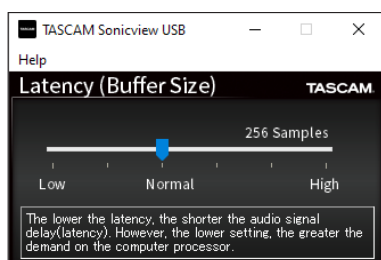 TASCAM TASCAM Sonicview USB
Help
Latency (Buffer Size) TASCAM
256 Samples
Low Normal High
The lower the latency, the shorter the audio signal
delay(latency). However, the lower setting, the greater the
demand on the computer processor.